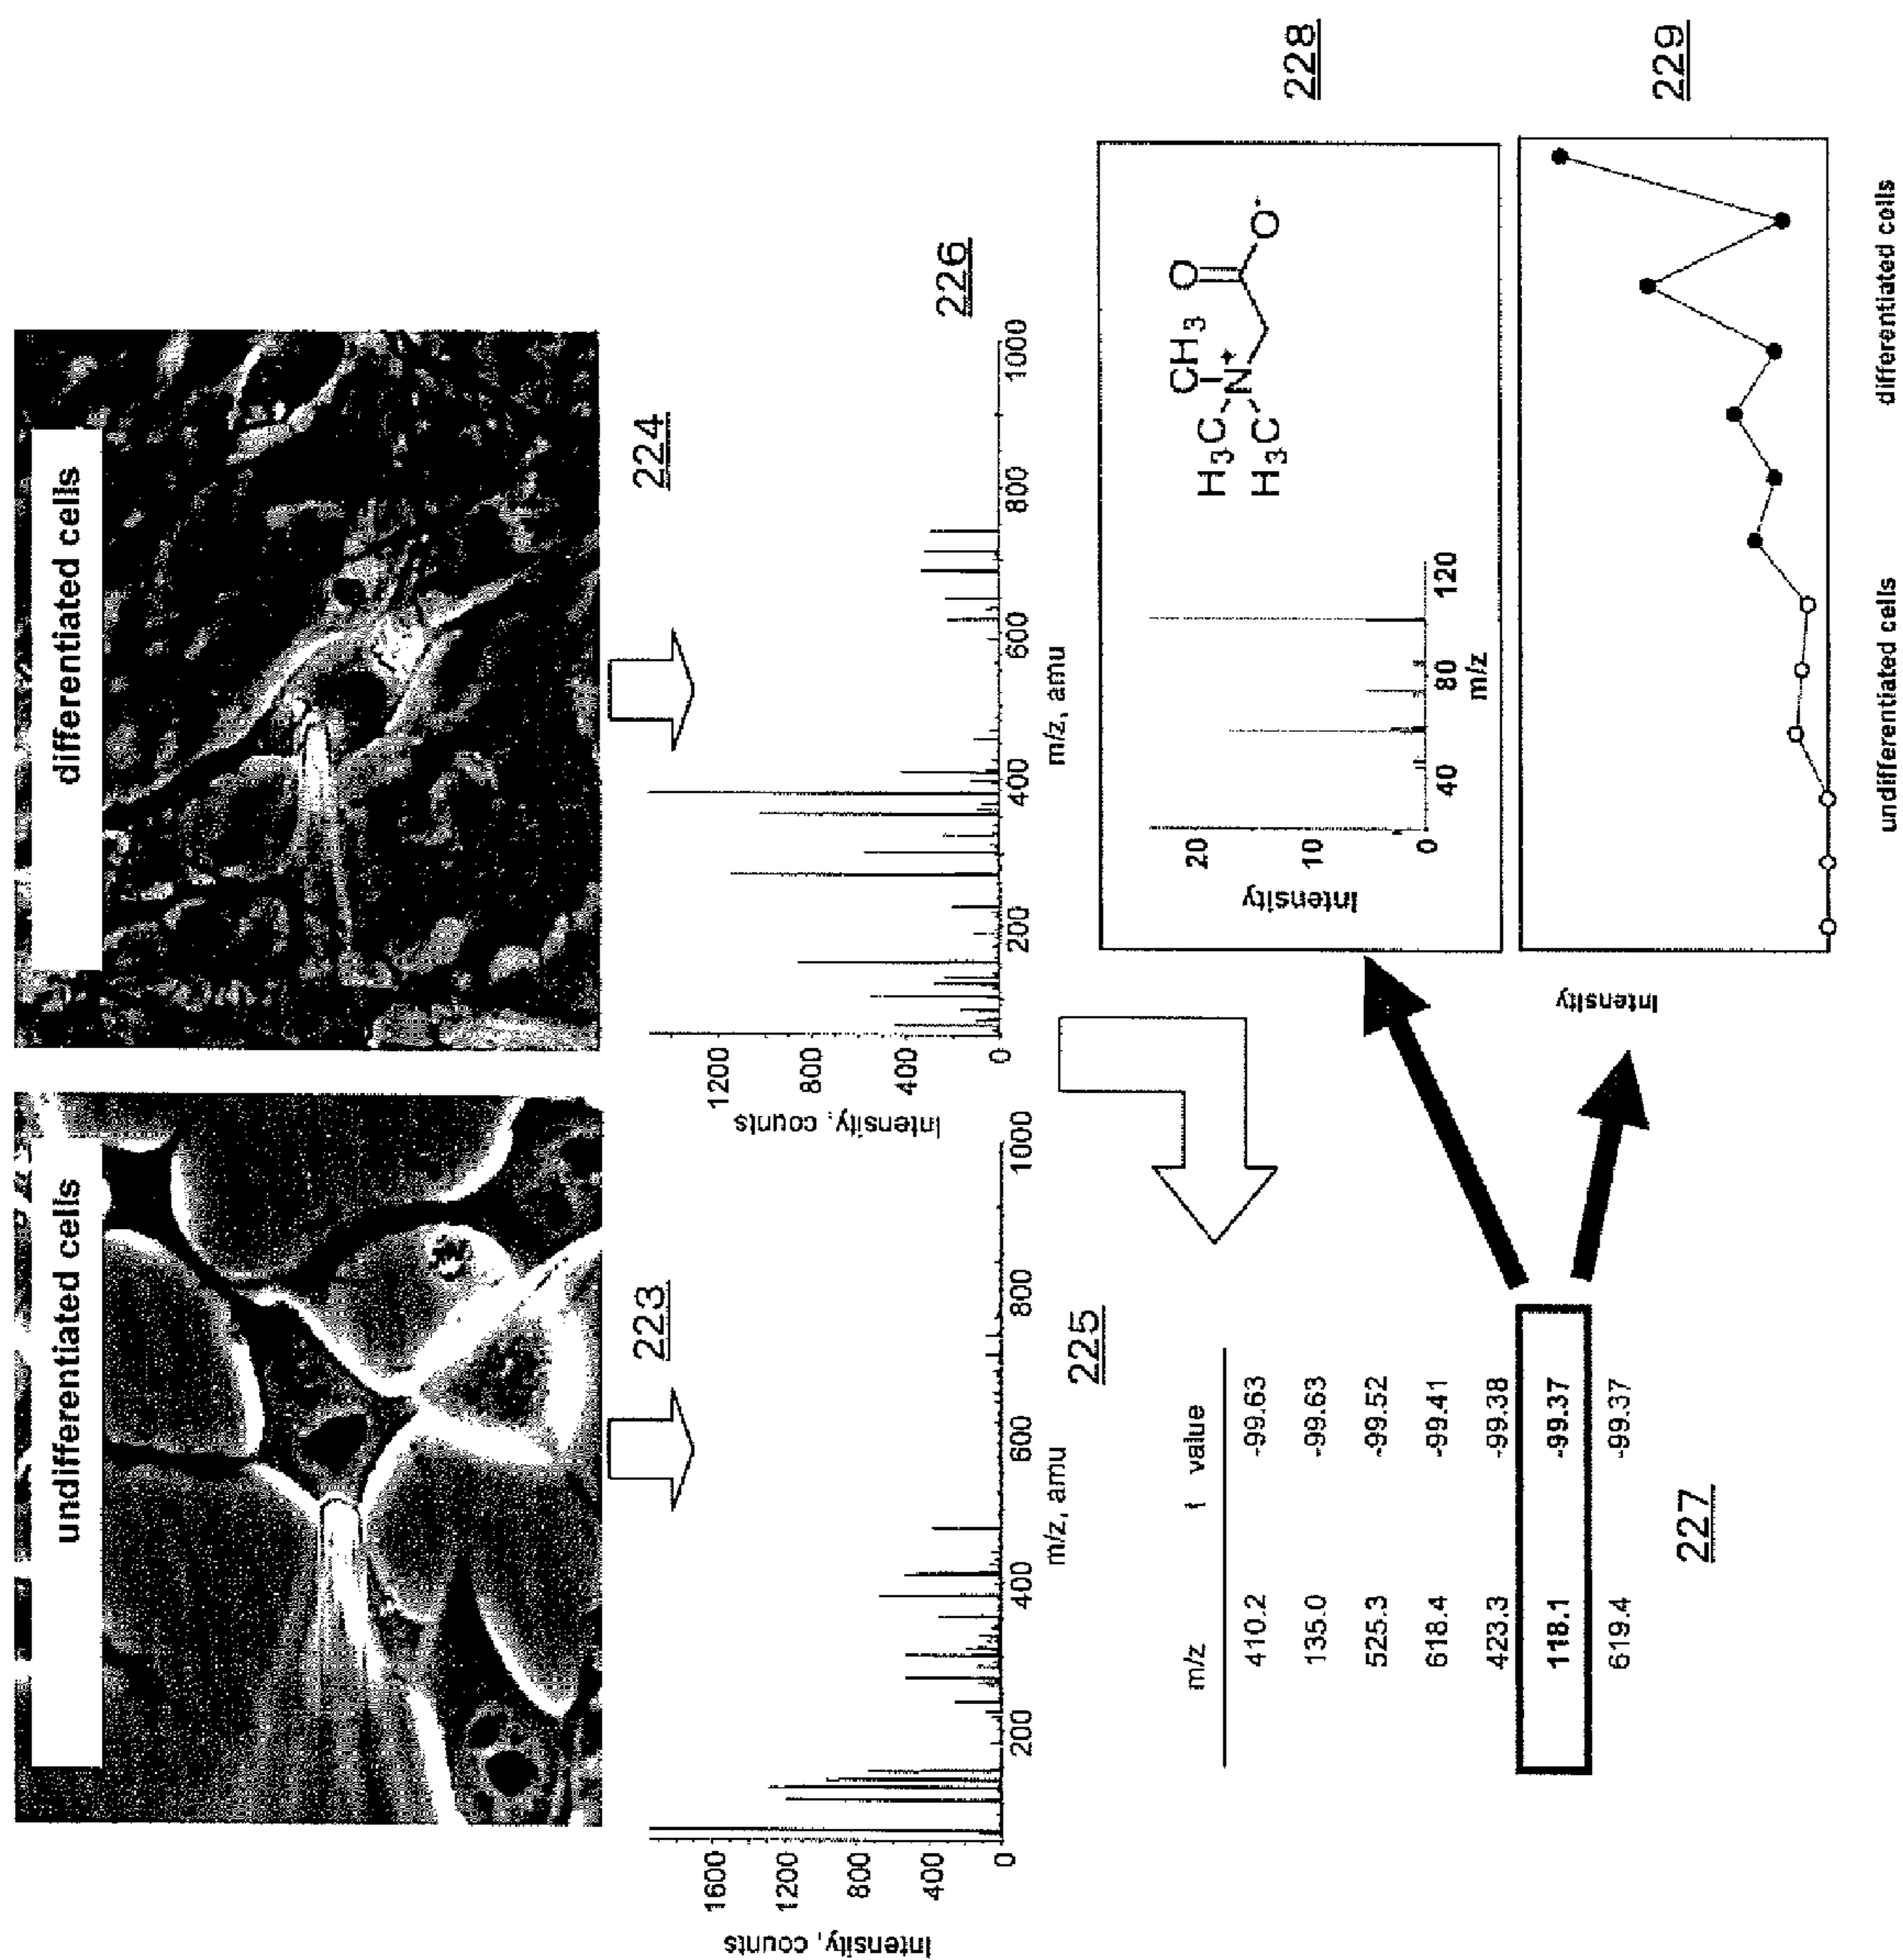 undifferentiated cells
differentiated cells
223
224
Intensity, counts
1600
1200
800
400
0
200
400
600
800
1000
m/z, amu
225
Intensity, counts
1200
800
400
0
200
400
600
800
1000
m/z, amu
226
m/z t value
410.2 -99.63
135.0 -99.63
525.3 -99.52
618.4 -99.41
423.3 -99.38
118.1 -99.37
619.4 -99.37
227
Intensity
20
10
0
40
80
120
m/z
CH3
H3C
N+
H3C
O
O-
228
Intensity
229
undifferentiated cells
differentiated cells